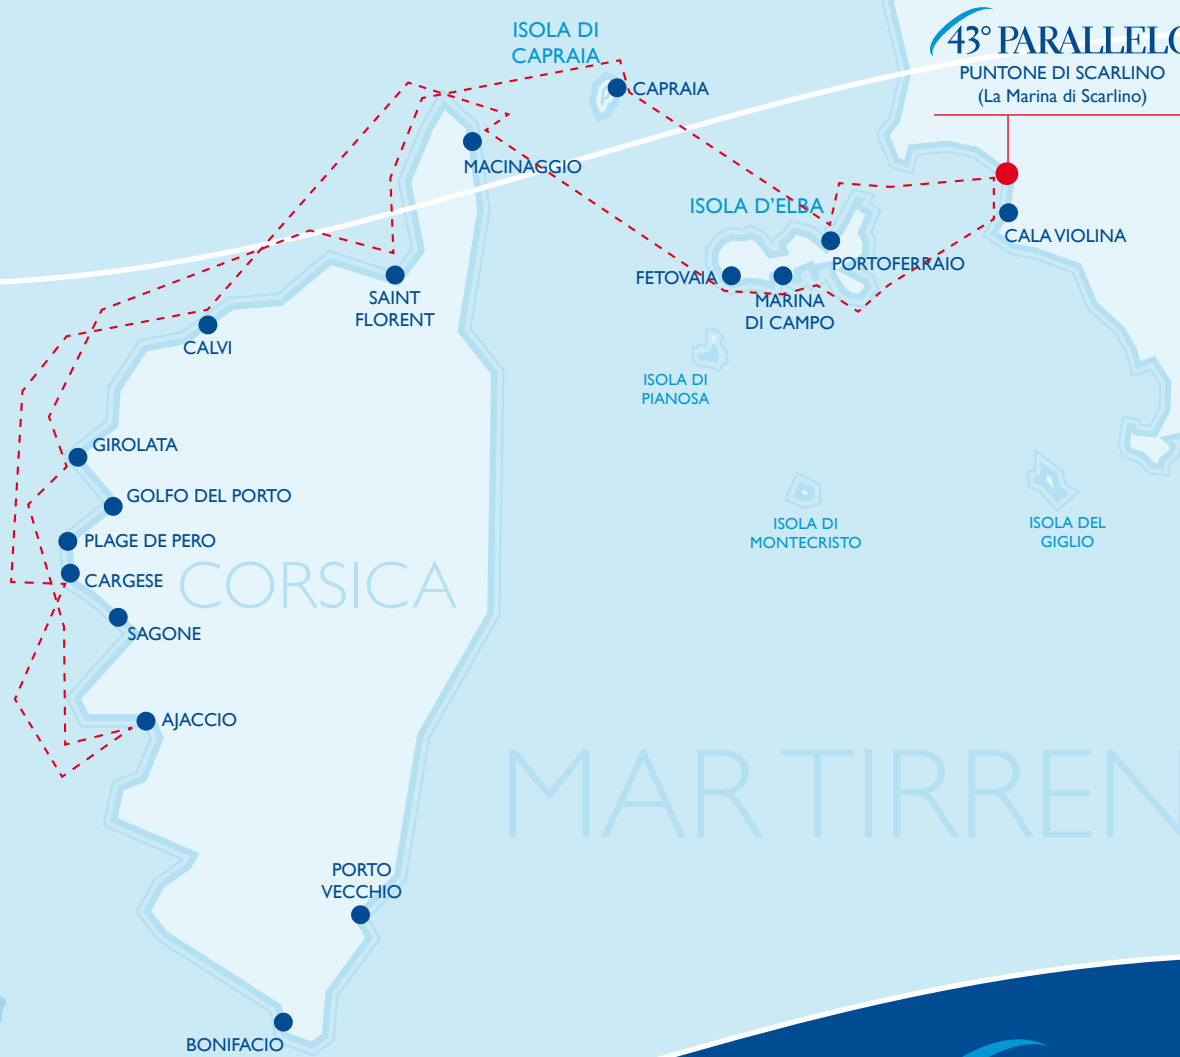 ISOLA DI
CAPRAIA
43° PARALLELO
PUNTONE DI SCARLINO
(La Marina di Scarlino)
CAPRAIA
MACINAGGIO
ISOLA D'ELBA
CALA VIOLINA
PORTOFERRAIO
FETOVAIA
MARINA
DI CAMPO
SAINT
FLORENT
CALVI
ISOLA DI
PIANOSA
GIROLATA
GOLFO DEL PORTO
ISOLA DI
MONTECRISTO
ISOLA DEL
GIGLIO
PLAGE DE PERO
CARGESE
CORSICA
SAGONE
AJACCIO
MAR TIRREN
PORTO
VECCHIO
BONIFACIO